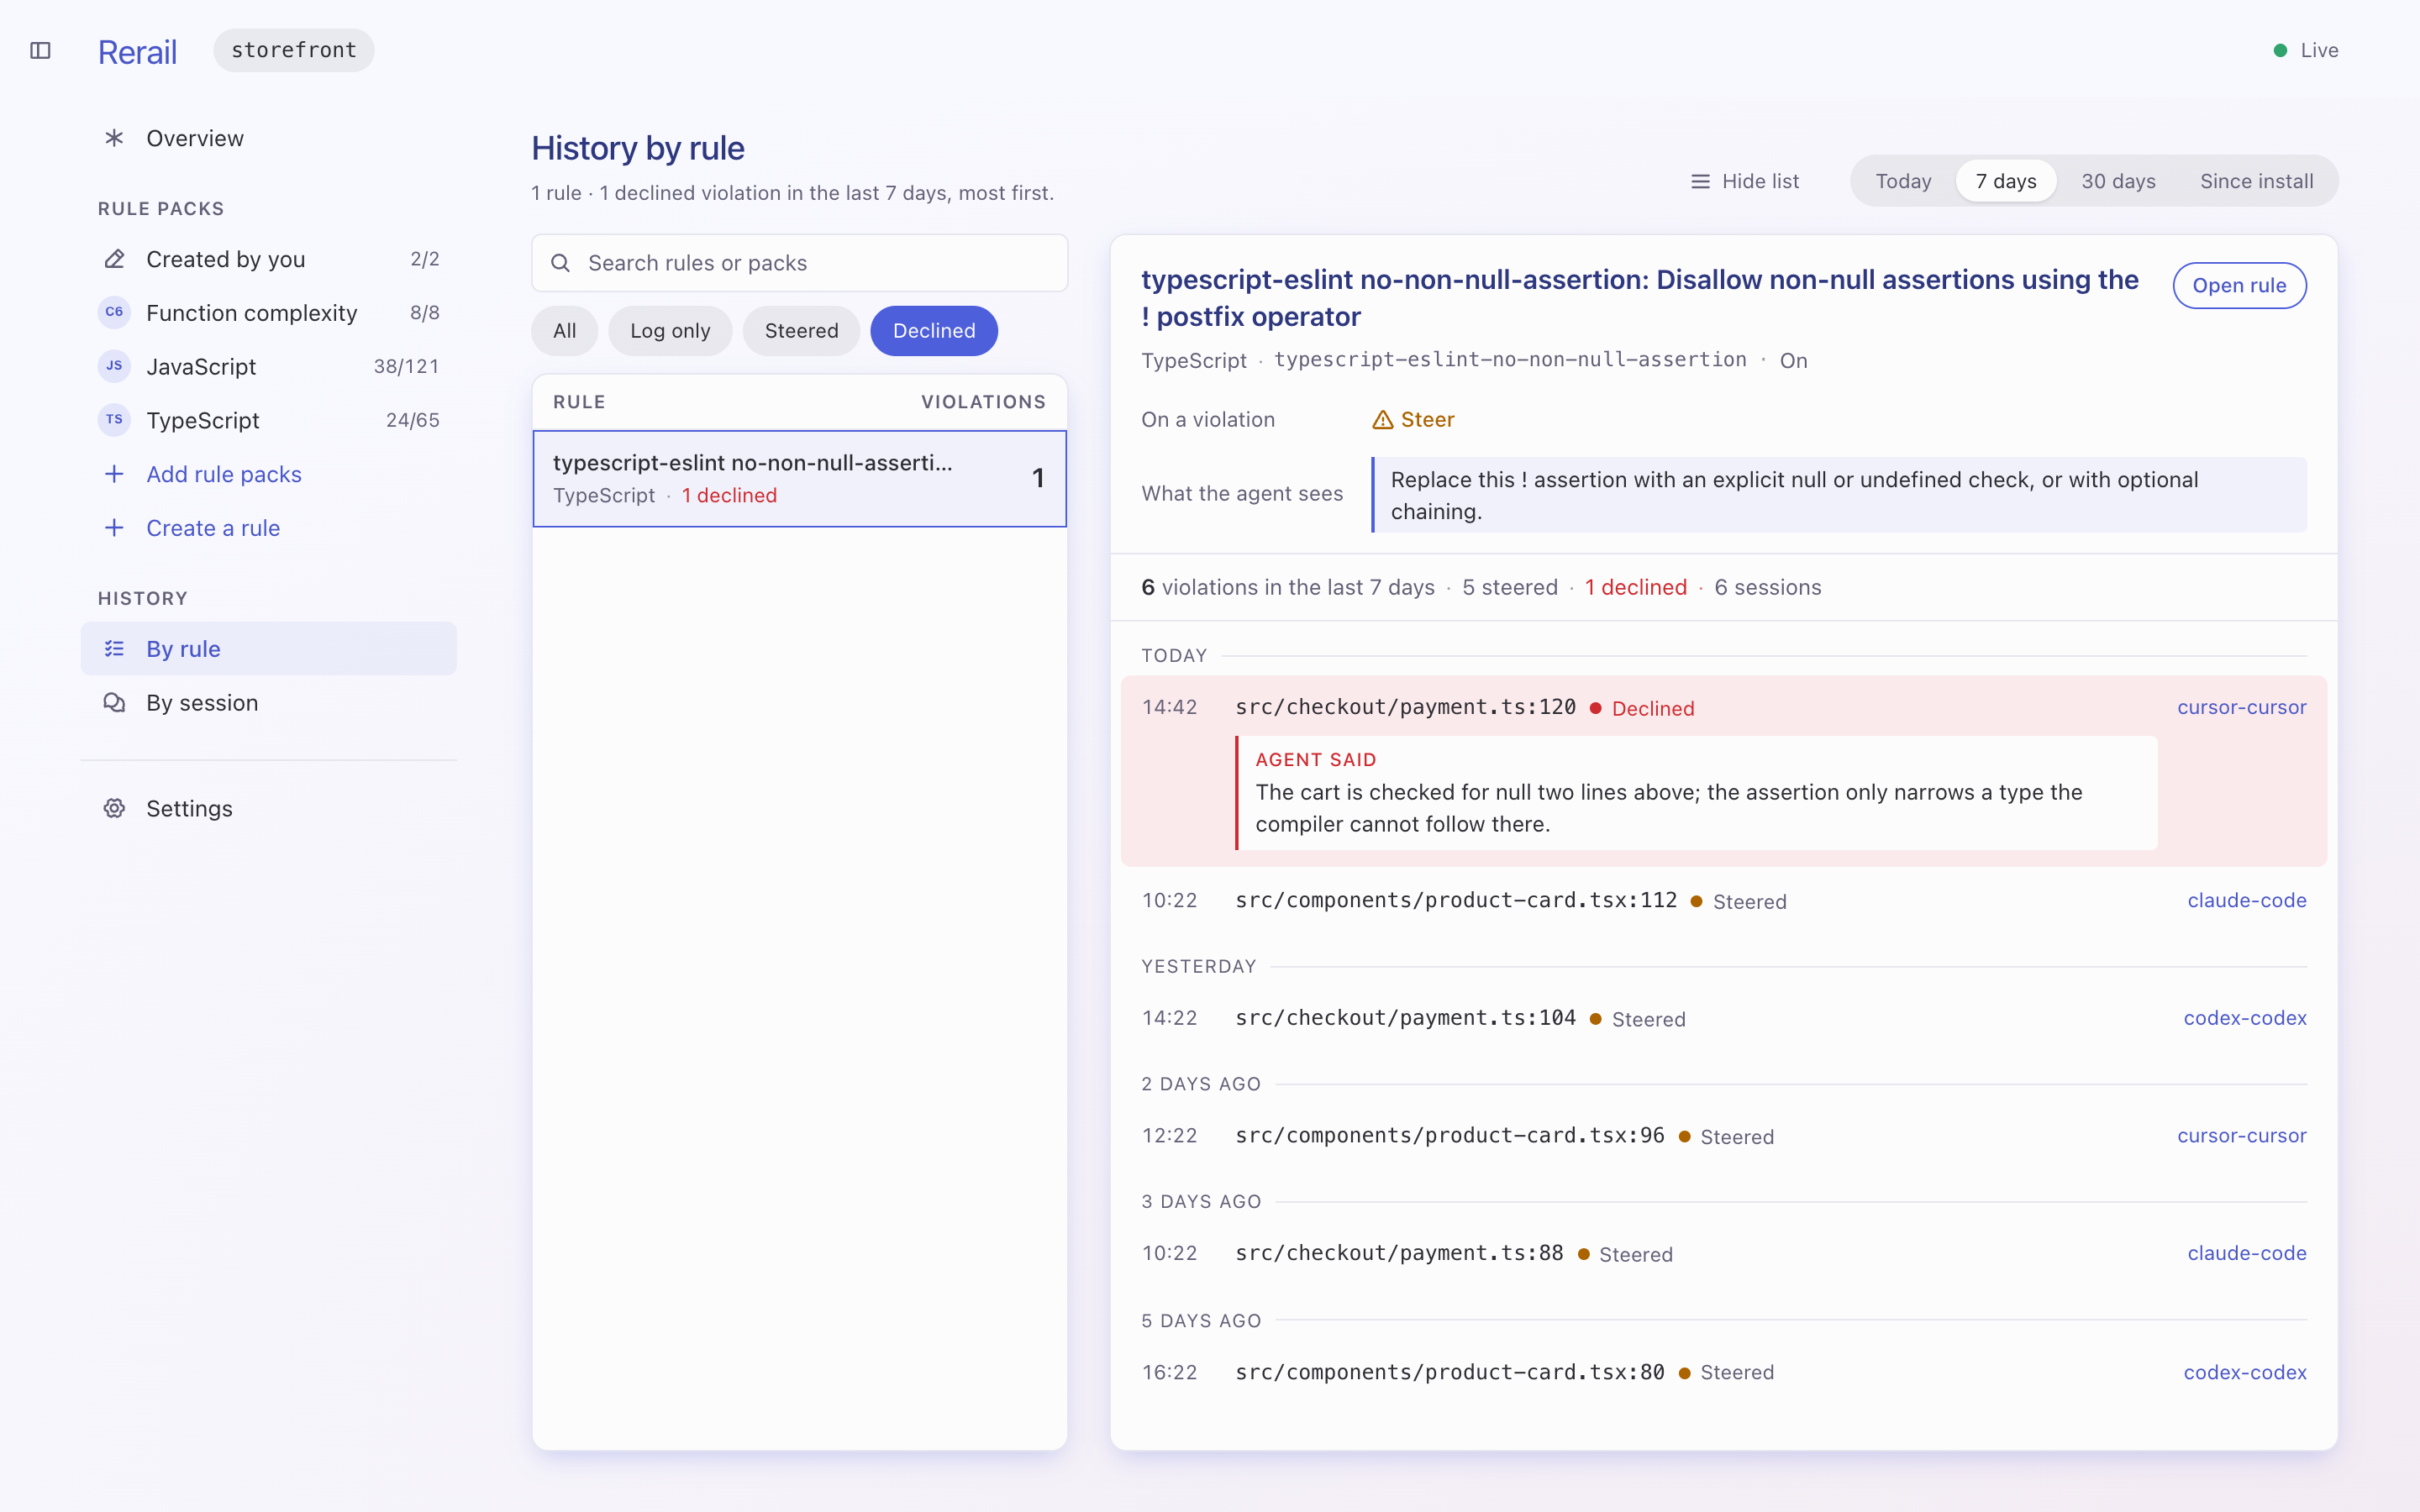 Rerail
storefront
Live
Overview
RULE PACKS
Created by you 2/2
C6 Function complexity 8/8
JS JavaScript 38/121
TS TypeScript 24/65
Add rule packs
Create a rule
HISTORY
By rule
By session
Settings
History by rule
1 rule · 1 declined violation in the last 7 days, most first.
Hide list
Today 7 days 30 days Since install
Search rules or packs
All Log only Steered Declined
RULE VIOLATIONS
typescript-eslint no-non-null-asserti... 1
TypeScript · 1 declined
typescript-eslint no-non-null-assertion: Disallow non-null assertions using the
! postfix operator
Open rule
TypeScript · typescript-eslint-no-non-null-assertion · On
On a violation Steer
What the agent sees
Replace this ! assertion with an explicit null or undefined check, or with optional
chaining.
6 violations in the last 7 days · 5 steered · 1 declined · 6 sessions
TODAY
14:42 src/checkout/payment.ts:120 Declined cursor-cursor
AGENT SAID
The cart is checked for null two lines above; the assertion only narrows a type the
compiler cannot follow there.
10:22 src/components/product-card.tsx:112 Steered claude-code
YESTERDAY
14:22 src/checkout/payment.ts:104 Steered codex-codex
2 DAYS AGO
12:22 src/components/product-card.tsx:96 Steered cursor-cursor
3 DAYS AGO
10:22 src/checkout/payment.ts:88 Steered claude-code
5 DAYS AGO
16:22 src/components/product-card.tsx:80 Steered codex-codex